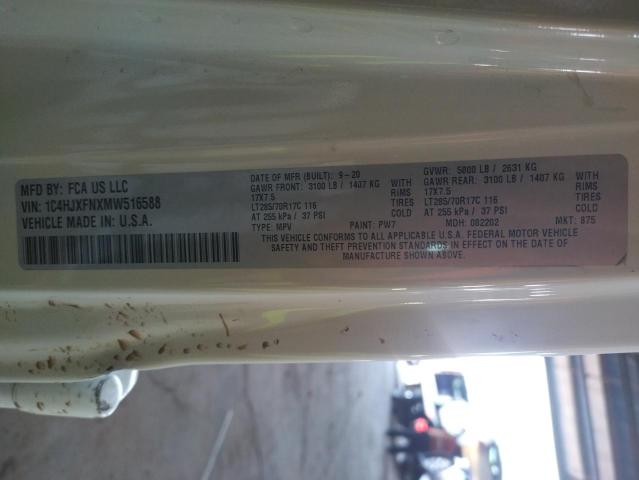 MFD BY: FCA US LLC
VIN: 1C4HJXFNXMW516588
VEHICLE MADE IN: U.S.A.
DATE OF MFR (BUILT): 9-20
GAWR FRONT: 3100 LB / 1407 KG
17X7.5
WITH
RIMS
LT285/70R17C 116
TIRES
AT 255 kPa / 37 PSI
COLD
TYPE: MPV
PAINT: PW7
GVWR: 5800 LB / 2631 KG
GAWR REAR: 3100 LB / 1407 KG
17X7.5
WITH
RIMS
LT285/70R17C 116
TIRES
AT 255 kPa / 37 PSI
COLD
MDH: 082202
MKT: 875
THIS VEHICLE CONFORMS TO ALL APPLICABLE U.S.A. FEDERAL MOTOR VEHICLE
SAFETY AND THEFT PREVENTION STANDARDS IN EFFECT ON THE DATE OF
MANUFACTURE SHOWN ABOVE.